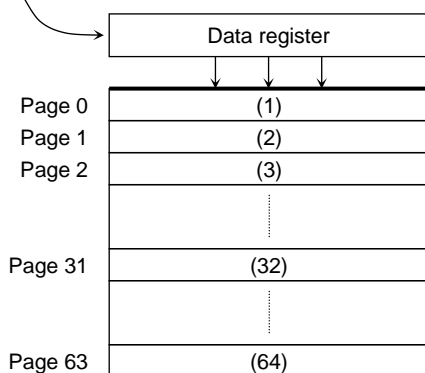 Data register
Page 0 (1)
Page 1 (2)
Page 2 (3)
Page 31 (32)
Page 63 (64)